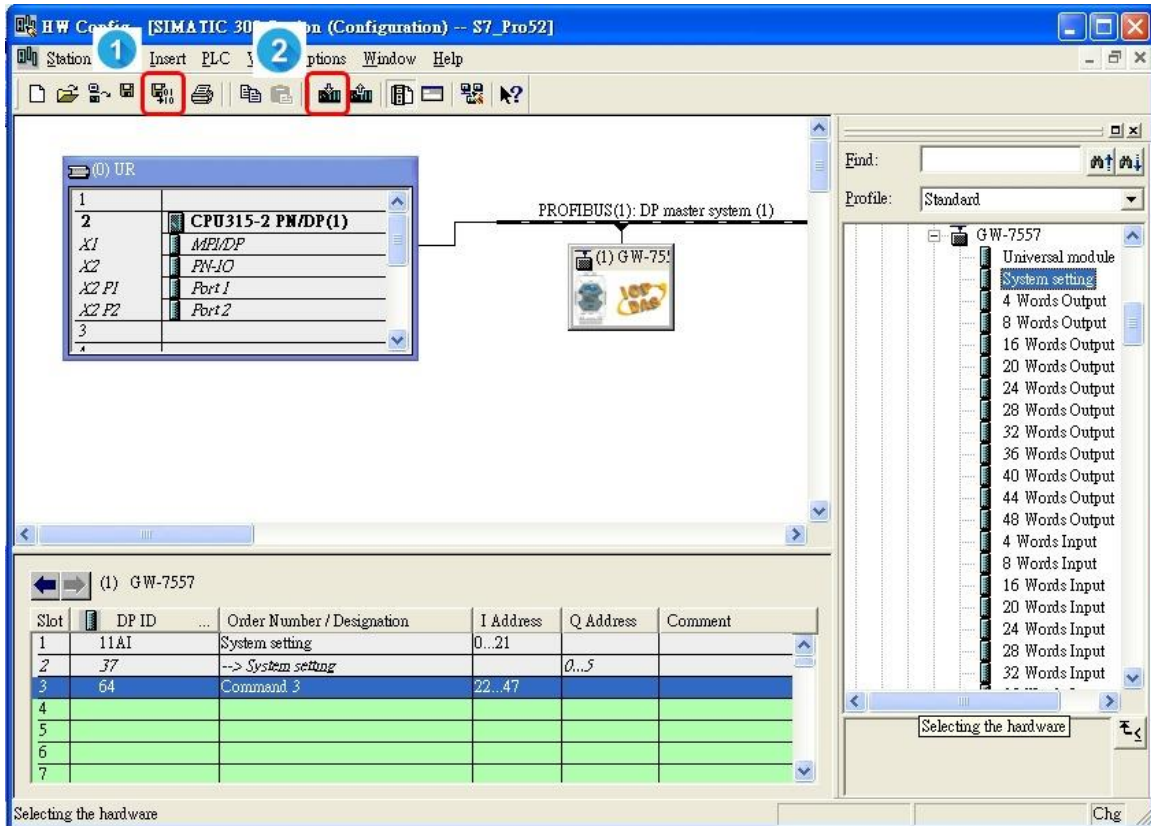 HW Config - [SIMATIC 30 on (Configuration) -- S7_Pro52]
1
2
Station Insert PLC ptions Window Help
(0) UR
1
2 CPU315-2 PN/DP(1)
X1 MPI/DP
X2 PN-IO
X2 P1 Port 1
X2 P2 Port 2
3
4
PROFIBUS(1): DP master system (1)
(1) GW-75
ICP
DAS
Find:
Profile: Standard
GW-7557
Universal module
System setting
4 Words Output
8 Words Output
16 Words Output
20 Words Output
24 Words Output
28 Words Output
32 Words Output
36 Words Output
40 Words Output
44 Words Output
48 Words Output
4 Words Input
8 Words Input
16 Words Input
20 Words Input
24 Words Input
28 Words Input
32 Words Input
Selecting the hardware
(1) GW-7557
Slot DP ID ... Order Number / Designation I Address Q Address Comment
1 11AI System setting 0...21
2 37 --> System setting 0...5
3 64 Command 3 22...47
4
5
6
7
Selecting the hardware Chg